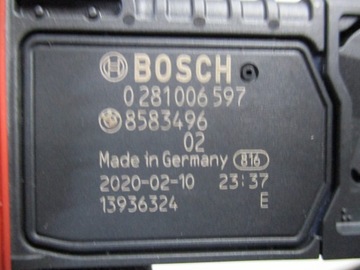 BOSCH
0 281 006 597
8583496
02
Made in Germany 816
2020-02-10 23:37
13936324 E